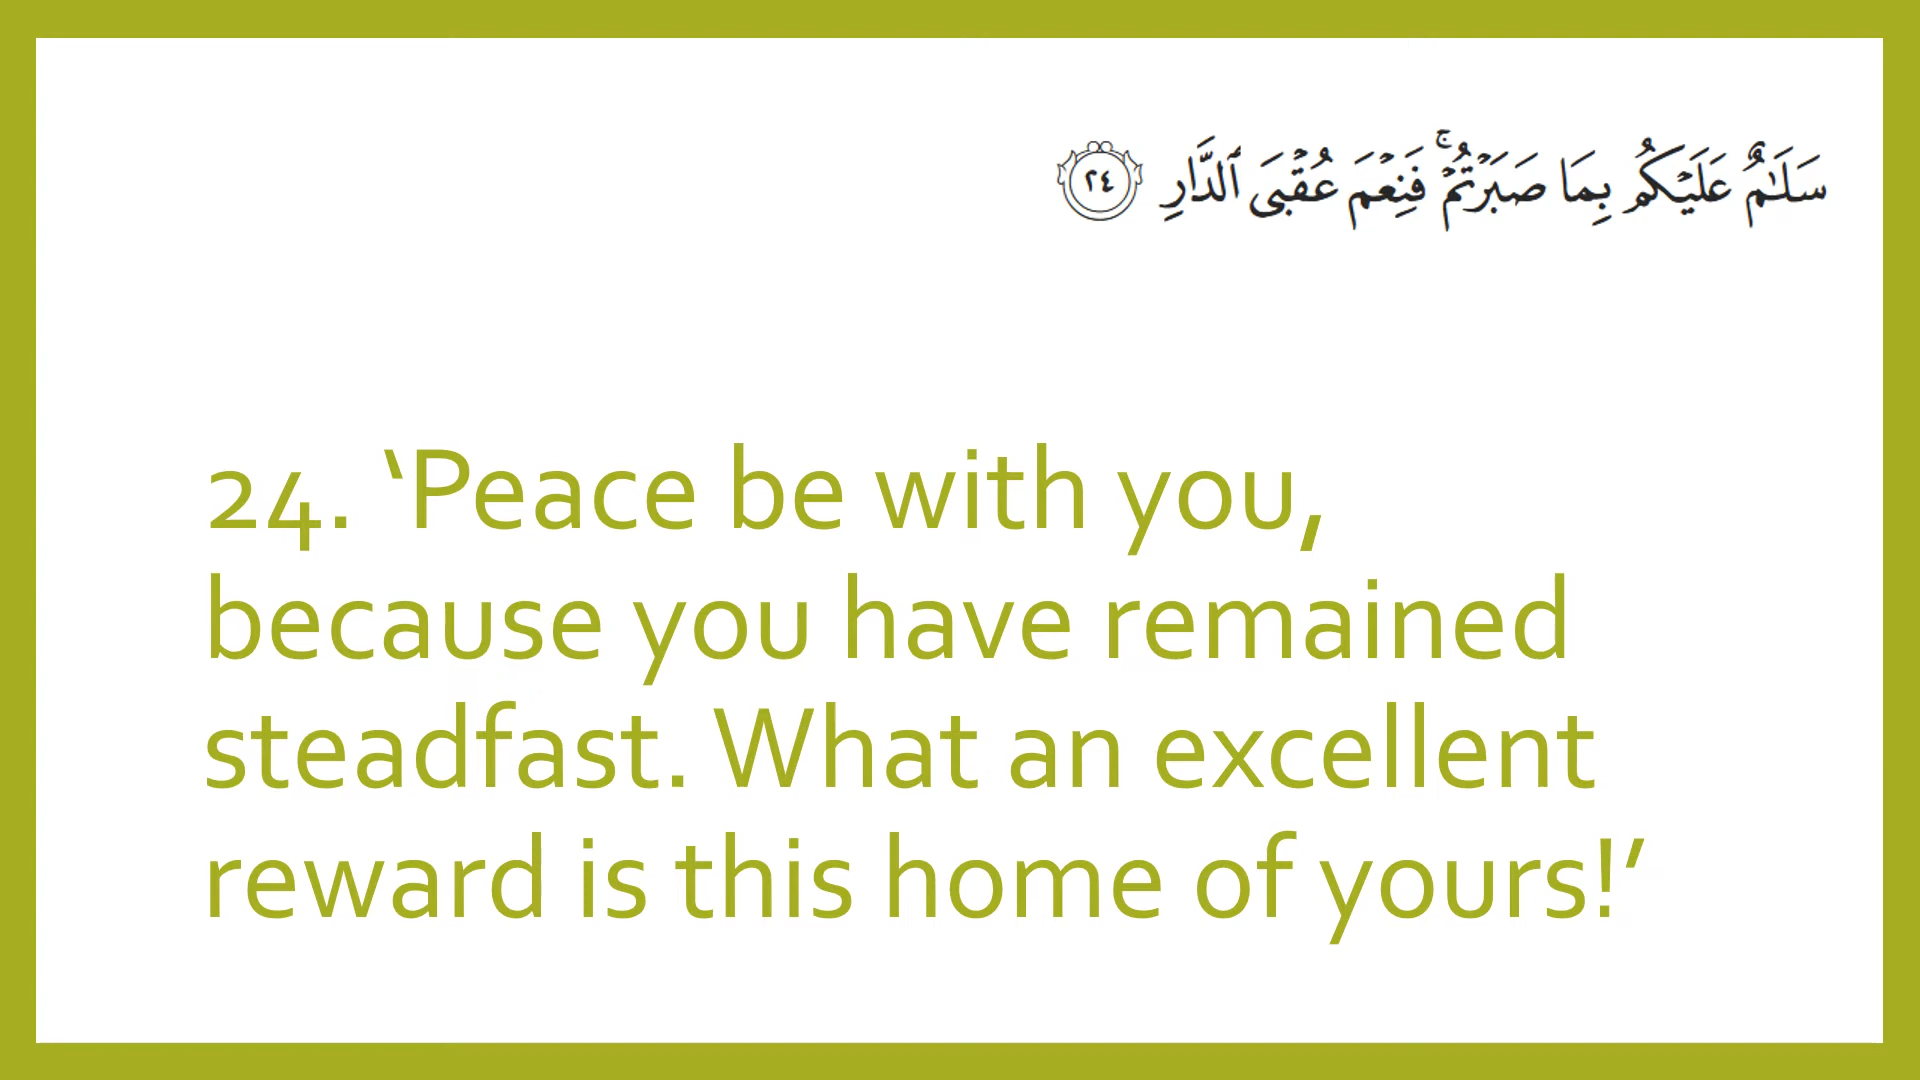 سَلَـٰمٌ عَلَيْكُم بِمَا صَبَرْتُمْ ۚ فَنِعْمَ عُقْبَى ٱلدَّارِ ٢٤
24. ‘Peace be with you,
because you have remained
steadfast. What an excellent
reward is this home of yours!’